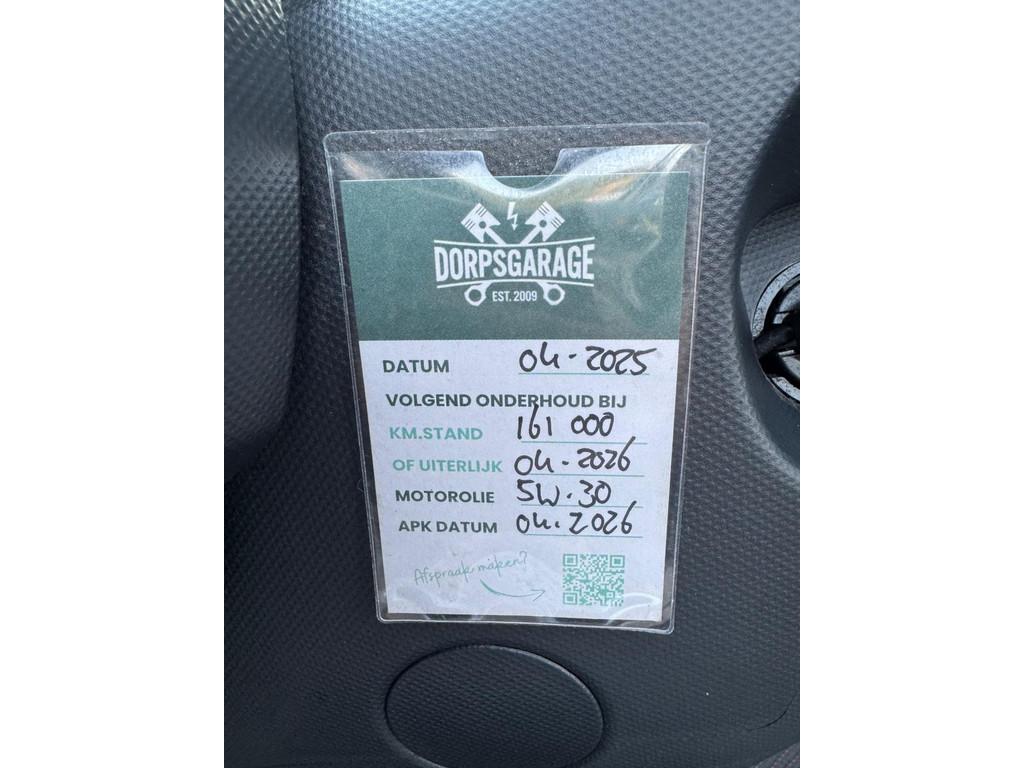 DORPSGARAGE
EST. 2009
DATUM 04-2025
VOLGEND ONDERHOUD BIJ
KM.STAND 161 000
OF UITERLIJK 04-2026
MOTOROLIE 5W-30
APK DATUM 04-2026
Afspraak maken?